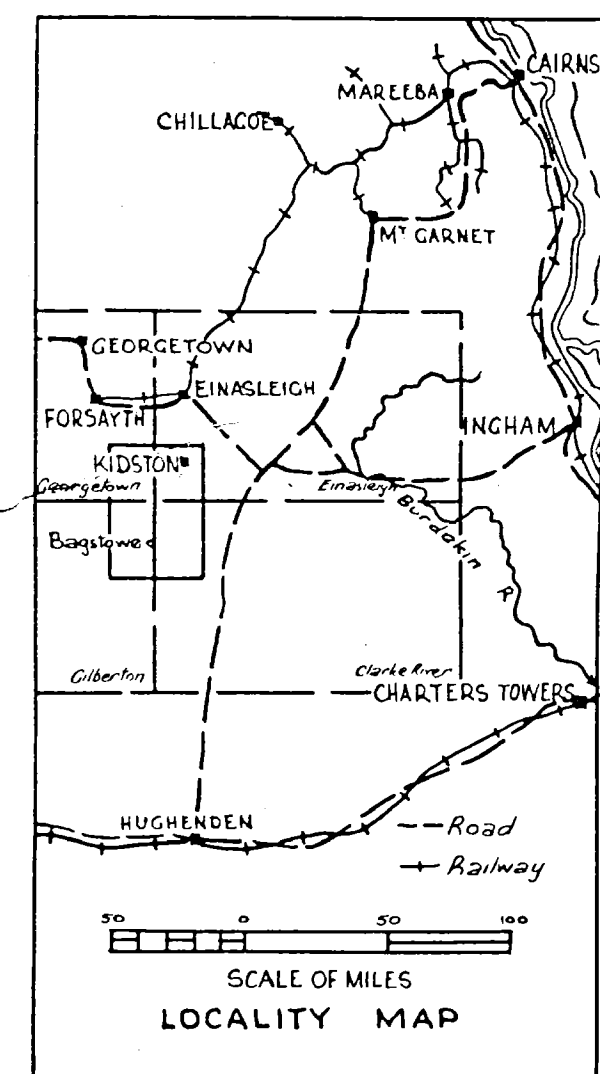 CAIRNS
MAREEBA
CHILLAGOE
MT GARNET
GEORGETOWN
EINASLEIGH
FORSAYTH
INGHAM
KIDSTON
Georgetown
Einasleigh
Burdekin R
Bagstowe
Gilberton
Clarke River
CHARTERS TOWERS
HUGHENDEN
Road
Railway
50 0 50 100
SCALE OF MILES
LOCALITY MAP